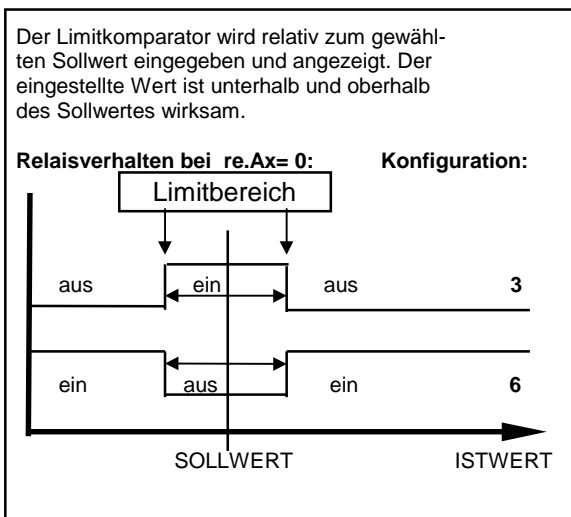 Der Limitkomparator wird relativ zum gewähl-
ten Sollwert eingegeben und angezeigt. Der
eingestellte Wert ist unterhalb und oberhalb
des Sollwertes wirksam.
Relaisverhalten bei re.Ax= 0: Konfiguration:
Limitbereich
aus ein aus 3
ein aus ein 6
SOLLWERT ISTWERT